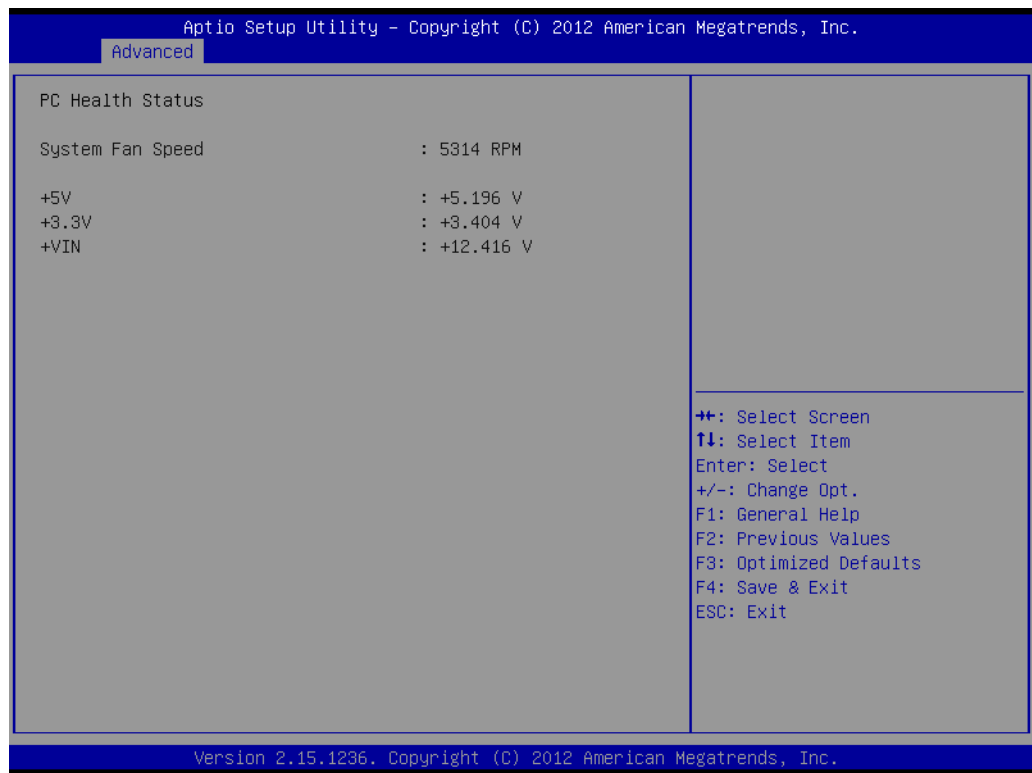 Aptio Setup Utility – Copyright (C) 2012 American Megatrends, Inc.
Advanced
PC Health Status
System Fan Speed : 5314 RPM
+5V : +5.196 V
+3.3V : +3.404 V
+VIN : +12.416 V
→←: Select Screen
↑↓: Select Item
Enter: Select
+/-: Change Opt.
F1: General Help
F2: Previous Values
F3: Optimized Defaults
F4: Save & Exit
ESC: Exit
Version 2.15.1236. Copyright (C) 2012 American Megatrends, Inc.